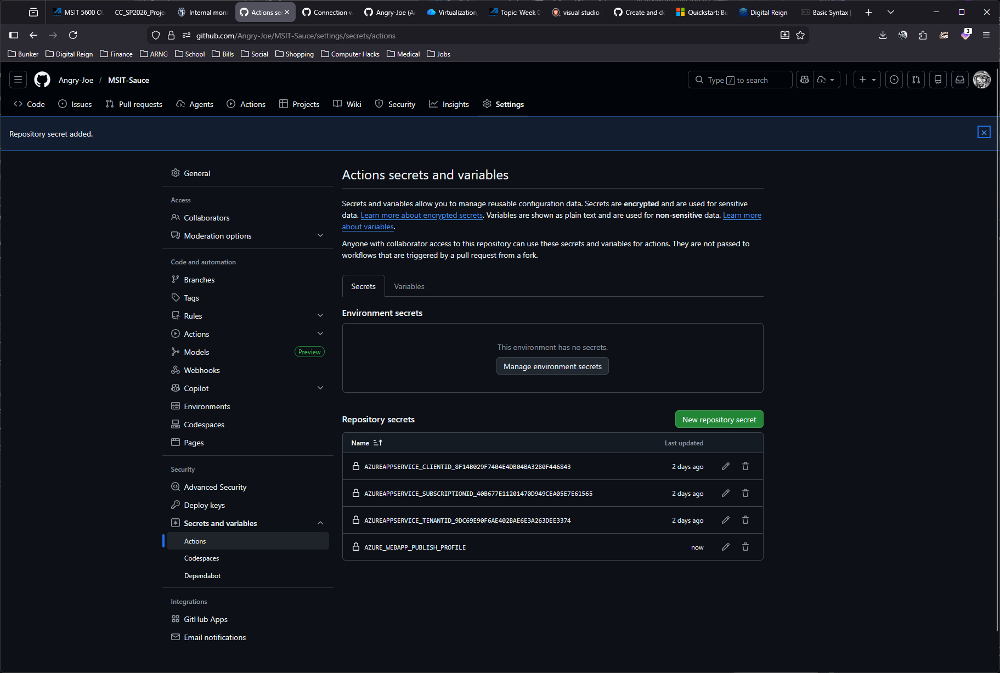 MSIT 5600 OL
CC_SP2026_Proje
Internal moni
Actions se
Connection w
Angry-Joe (A
Virtualization
Topic: Week 0
visual studio
Create and de
Quickstart: Bu
Digital Reign
Basic Syntax |
github.com/Angry-Joe/MSIT-Sauce/settings/secrets/actions
3
Bunker
Digital Reign
Finance
ARNG
School
Bills
Social
Shopping
Computer Hacks
Medical
Jobs
Angry-Joe / MSIT-Sauce
Type / to search
Code
Issues
Pull requests
Agents
Actions
Projects
Wiki
Security
Insights
Settings
Repository secret added.
General
Access
Collaborators
Moderation options
Code and automation
Branches
Tags
Rules
Actions
Models
Preview
Webhooks
Copilot
Environments
Codespaces
Pages
Security
Advanced Security
Deploy keys
Secrets and variables
Actions
Codespaces
Dependabot
Integrations
GitHub Apps
Email notifications
Actions secrets and variables
Secrets and variables allow you to manage reusable configuration data. Secrets are encrypted and are used for sensitive
data. Learn more about encrypted secrets. Variables are shown as plain text and are used for non-sensitive data. Learn more
about variables.
Anyone with collaborator access to this repository can use these secrets and variables for actions. They are not passed to
workflows that are triggered by a pull request from a fork.
Secrets
Variables
Environment secrets
This environment has no secrets.
Manage environment secrets
Repository secrets
New repository secret
Name
Last updated
AZUREAPPSERVICE_CLIENTID_8F14B029F7404E4DB04BA3280F446843
2 days ago
AZUREAPPSERVICE_SUBSCRIPTIONID_40B677E11201470D949CEA05E7E61565
2 days ago
AZUREAPPSERVICE_TENANTID_9DC69E90F6AE402BAE6E3A263DEE3374
2 days ago
AZURE_WEBAPP_PUBLISH_PROFILE
now